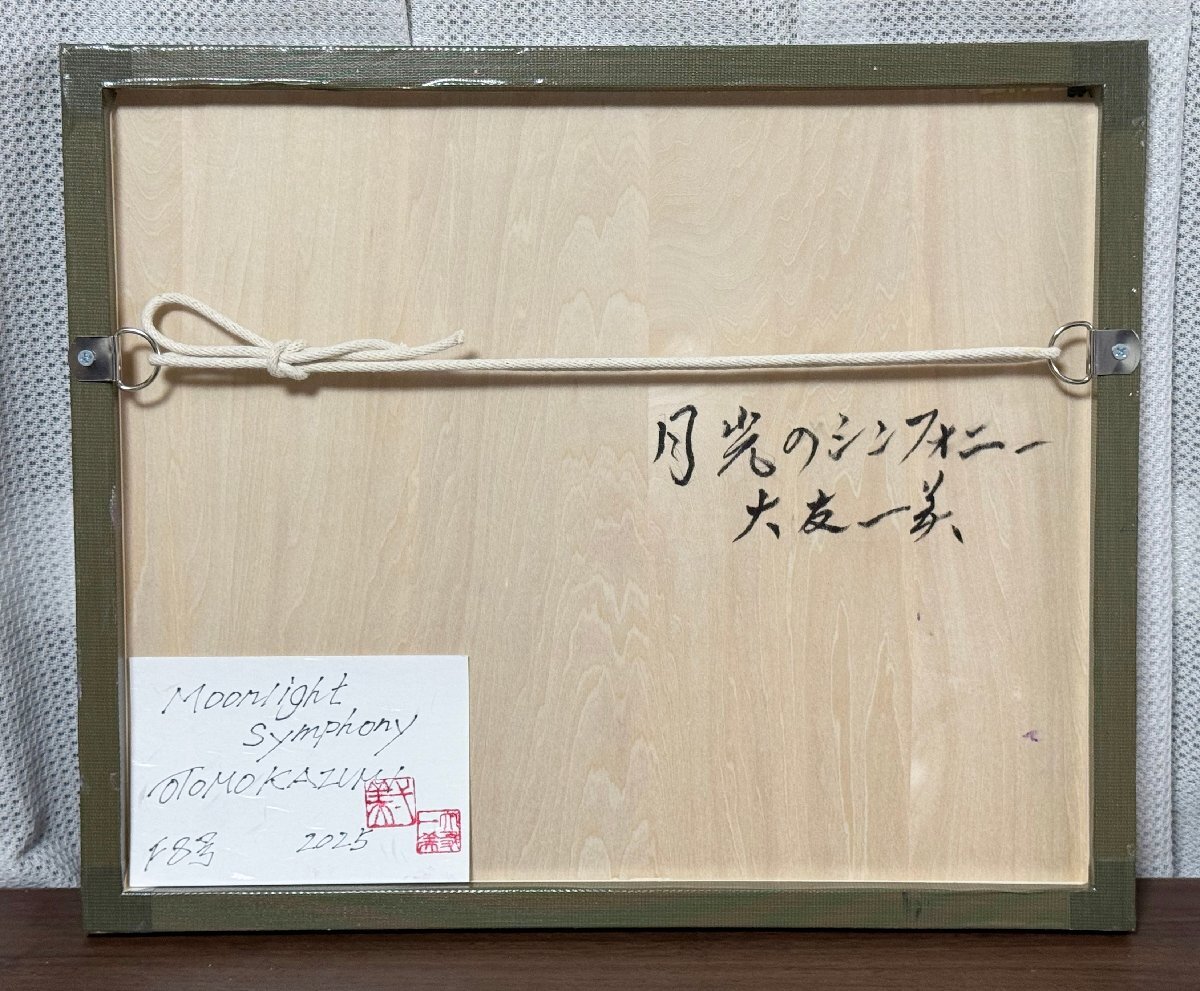 月光のシンフォニー
大友一美
Moonlight
Symphony
OTOMO KAZUMI
F8号
2025